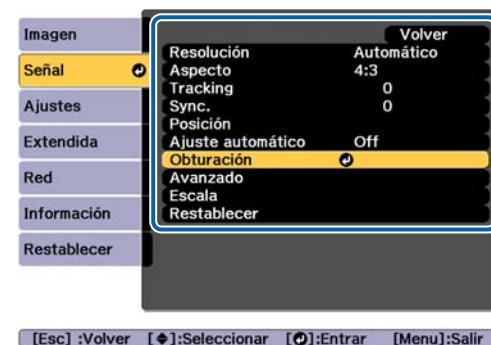 Imagen
Señal
Ajustes
Extendida
Red
Información
Restablecer
Volver
Resolución Automático
Aspecto 4:3
Tracking 0
Sync. 0
Posición
Ajuste automático Off
Obturación
Avanzado
Escala
Restablecer
[Esc] :Volver [◆]:Seleccionar [⏎]:Entrar [Menu]:Salir